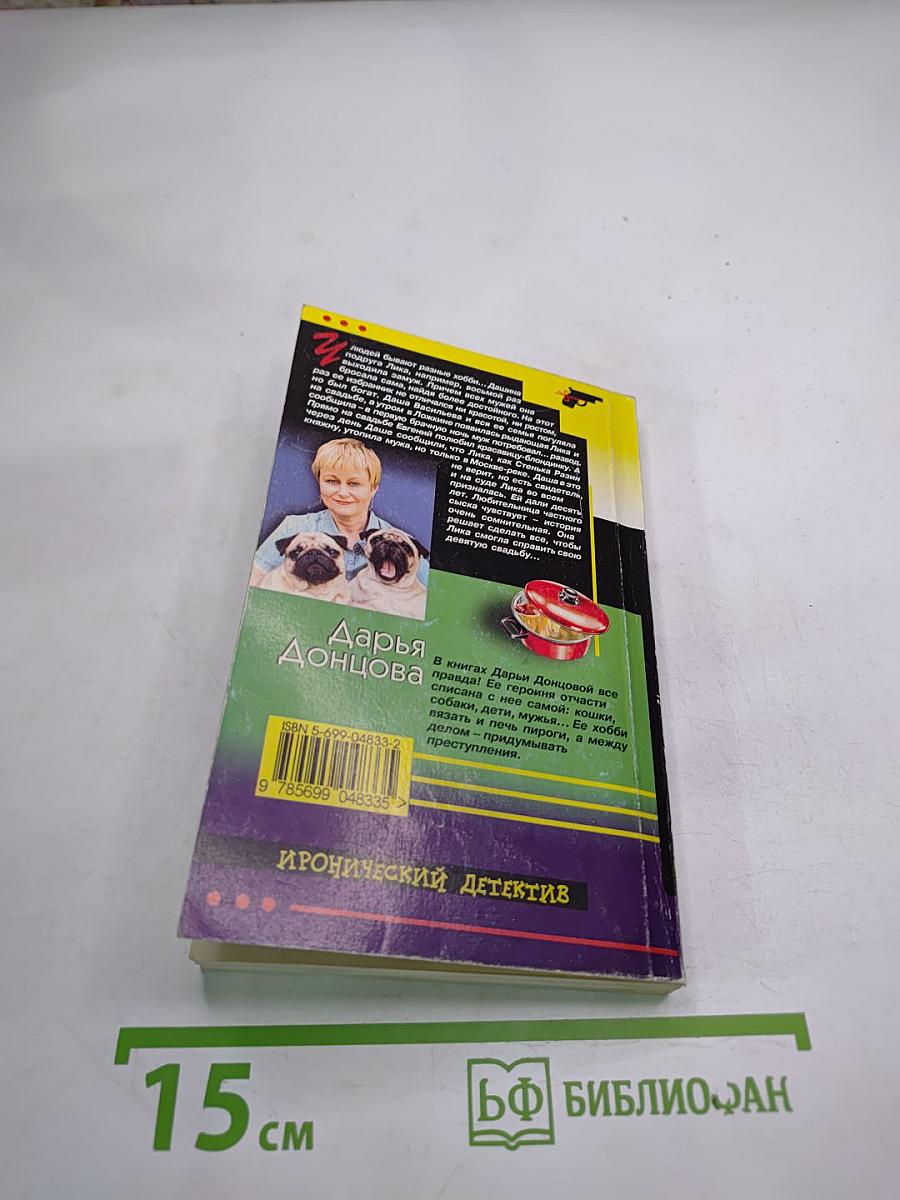 У людей бывают разные хобби... Дашина
подруга Лика, например, восьмой раз
выходила замуж. Причем всех мужей она
бросала сама, найдя более достойного. На этот
раз ее избранник не отличался ни красотой, ни ростом,
но был богат. Даша Васильева и вся ее семья погуляла
на свадьбе, а утром в Ложкине появилась рыдающая Лика и
сообщила – в первую брачную ночь муж потребовал... развод.
Прямо на свадьбе Евгений полюбил красавицу-блондинку. А
через день Даше сообщили, что Лика, как Стенька Разин
княжну, утопила мужа, но только в Москве-реке. Даша в это
не верит, но есть свидетель,
и на суде Лика во всем
призналась. Ей дали десять
лет. Любительница частного
сыска чувствует – история
очень сомнительная. Она
решает сделать все, чтобы
Лика смогла справить свою
девятую свадьбу...
Дарья
Донцова
В книгах Дарьи Донцовой все
правда! Ее героиня отчасти
списана с нее самой: кошки,
собаки, дети, мужья... Ее хобби
вязать и печь пироги, а между
делом – придумывать
преступления.
ISBN 5-699-04833-2
9 785699 048335 >
ИРОНИЧЕСКИЙ ДЕТЕКТИВ
15 см
БФ БИБЛИОФАН